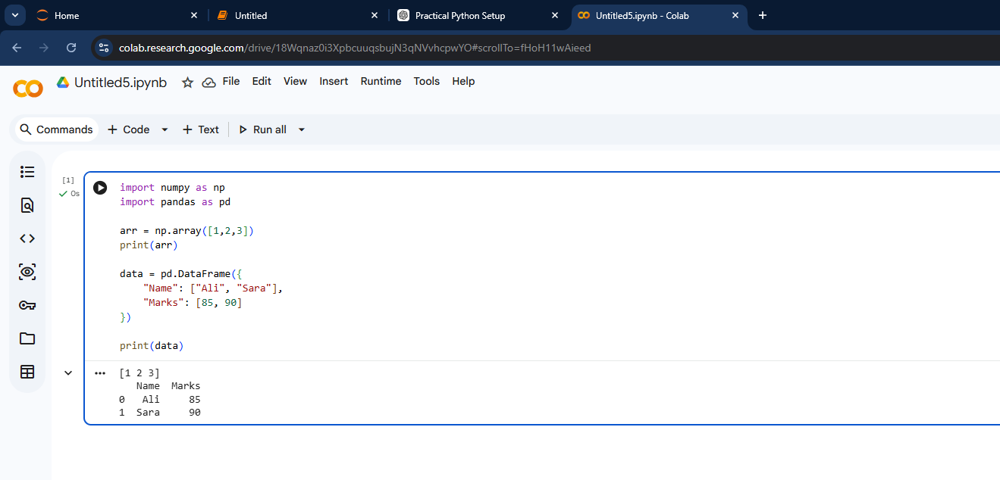 Home
Untitled
Practical Python Setup
Untitled5.ipynb - Colab
colab.research.google.com/drive/18Wqnaz0i3XpbcuuqsbujN3qNVvhcpwYO#scrollTo=fHoH11wAieed
Untitled5.ipynb
File Edit View Insert Runtime Tools Help
Commands + Code + Text Run all
[1]
0s
import numpy as np
import pandas as pd

arr = np.array([1,2,3])
print(arr)

data = pd.DataFrame({
    "Name": ["Ali", "Sara"],
    "Marks": [85, 90]
})

print(data)
[1 2 3]
   Name  Marks
0   Ali     85
1  Sara     90